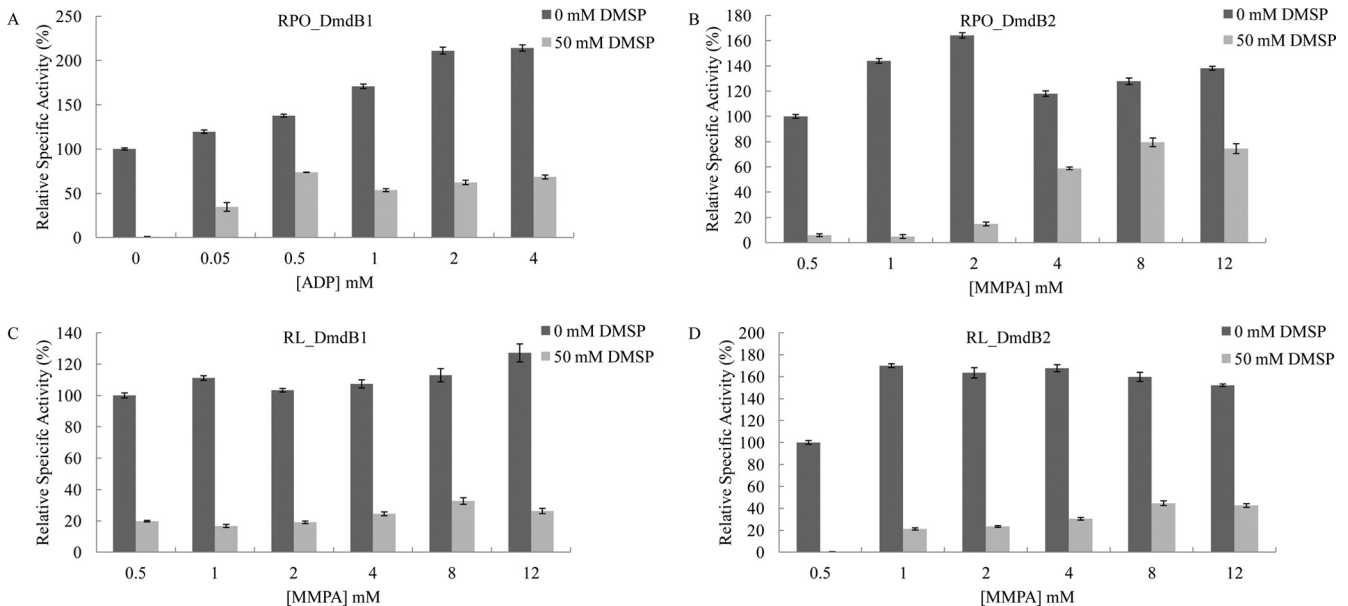 A
RPO_DmdB1
0 mM DMSP
50 mM DMSP
Relative Specific Activity (%)
250
200
150
100
50
0
0 0.05 0.5 1 2 4
[ADP] mM
B
RPO_DmdB2
0 mM DMSP
50 mM DMSP
Relative Specific Activity (%)
180
160
140
120
100
80
60
40
20
0
0.5 1 2 4 8 12
[MMPA] mM
C
RL_DmdB1
0 mM DMSP
50 mM DMSP
Relative Speicifc Activity (%)
140
120
100
80
60
40
20
0
0.5 1 2 4 8 12
[MMPA] mM
D
RL_DmdB2
0 mM DMSP
50 mM DMSP
Relative Specific Activity (%)
200
180
160
140
120
100
80
60
40
20
0
0.5 1 2 4 8 12
[MMPA] mM